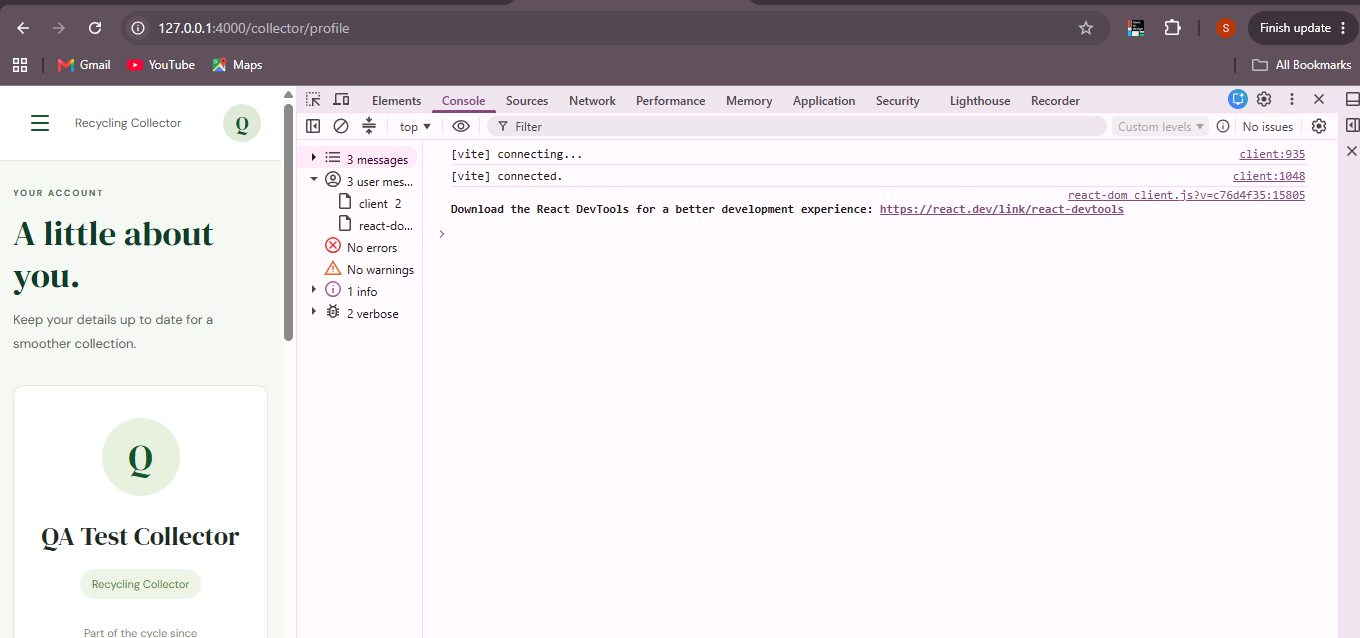 127.0.0.1:4000/collector/profile
S
Finish update
Gmail
YouTube
Maps
All Bookmarks
Recycling Collector
Q
YOUR ACCOUNT
A little about
you.
Keep your details up to date for a
smoother collection.
Q
QA Test Collector
Recycling Collector
Part of the cycle since
Elements
Console
Sources
Network
Performance
Memory
Application
Security
Lighthouse
Recorder
top
Filter
Custom levels
No issues
3 messages
3 user mes...
client 2
react-do...
No errors
No warnings
1 info
2 verbose
[vite] connecting...
client:935
[vite] connected.
client:1048
react-dom_client.js?v=c76d4f35:15805
Download the React DevTools for a better development experience: https://react.dev/link/react-devtools